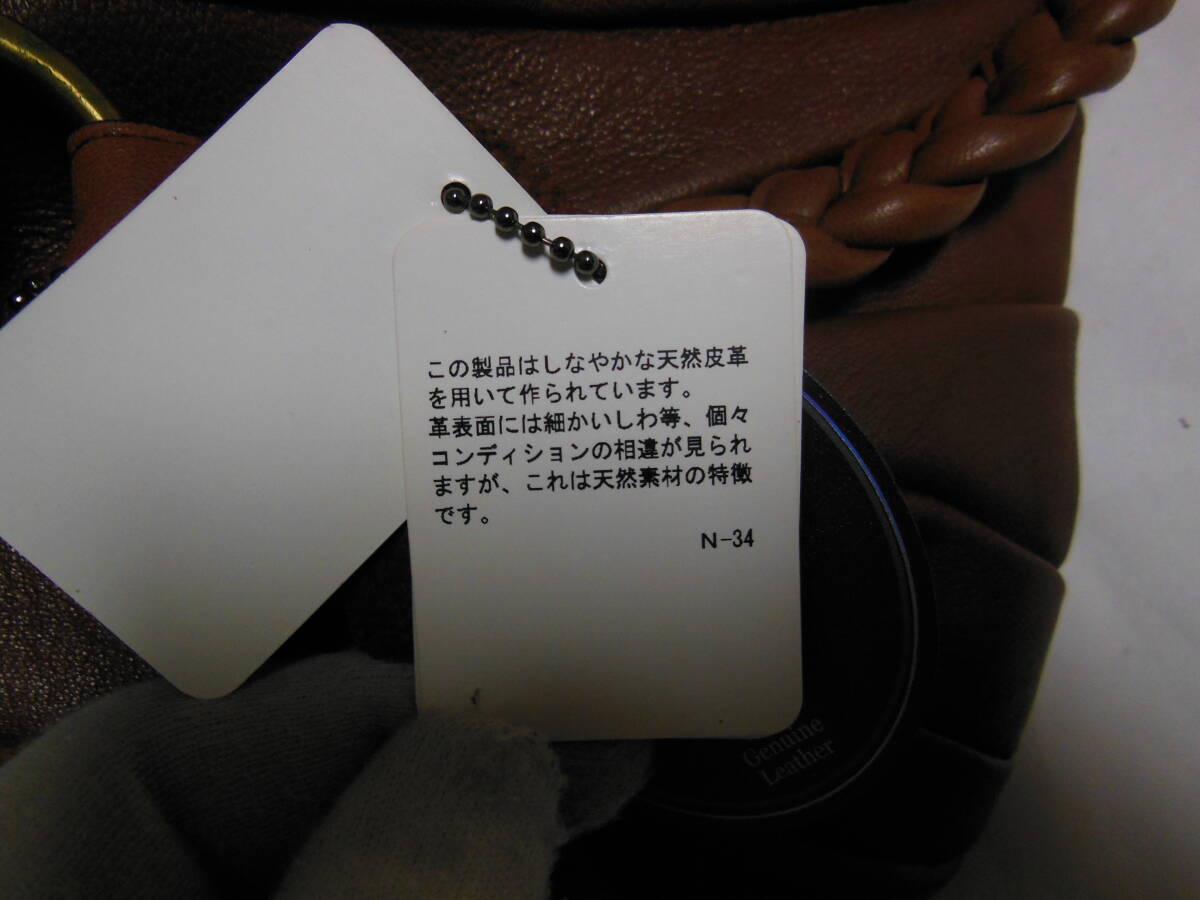 この製品はしなやかな天然皮革
を用いて作られています。
革表面には細かいしわ等、個々
コンディションの相違が見られ
ますが、これは天然素材の特徴
です。
N-34
Genuine
Leather